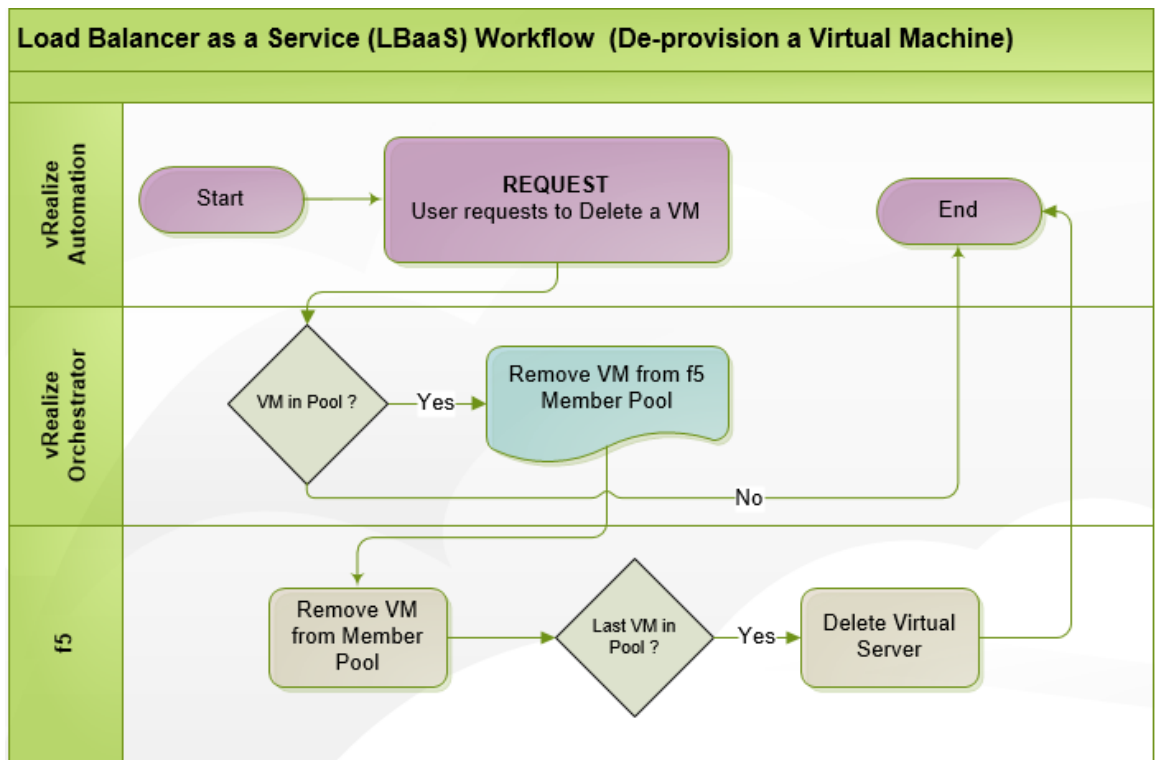 Load Balancer as a Service (LBaaS) Workflow (De-provision a Virtual Machine)
vRealize
Automation
Start
REQUEST
User requests to Delete a VM
End
vRealize
Orchestrator
VM in Pool ?
Yes
Remove VM from f5
Member Pool
No
f5
Remove VM
from Member
Pool
Last VM in
Pool ?
Yes
Delete Virtual
Server